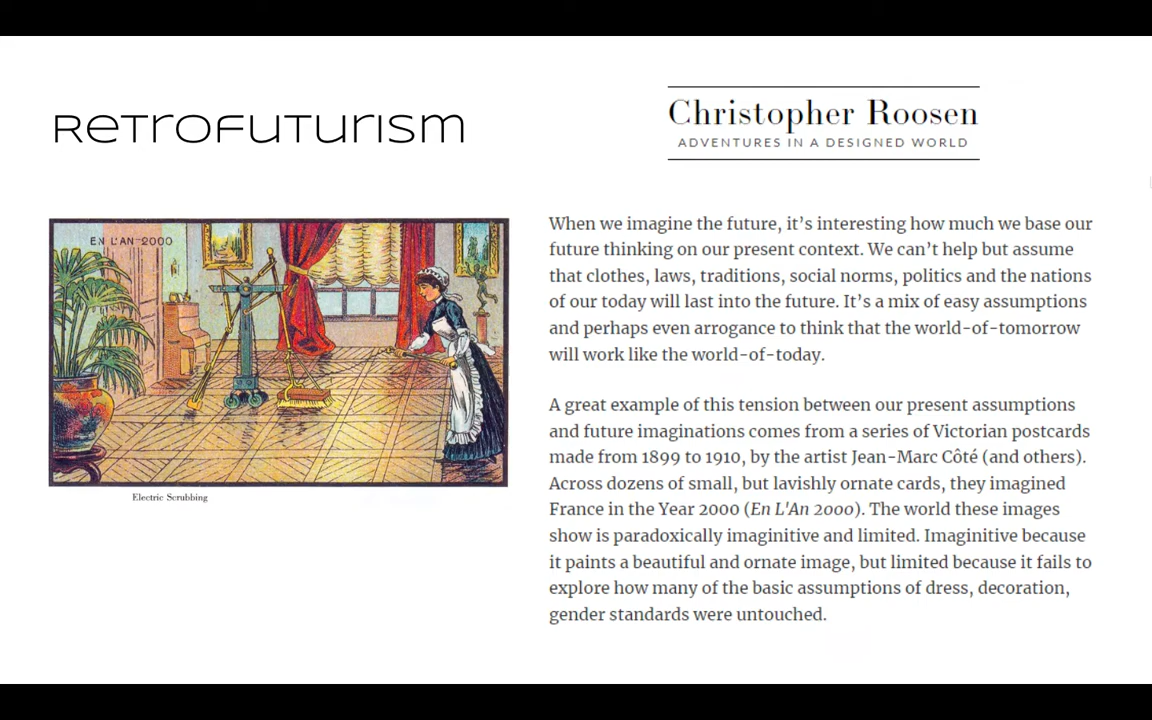 Retrofuturism
Christopher Roosen
ADVENTURES IN A DESIGNED WORLD
EN L'AN 2000
Electric Scrubbing
When we imagine the future, it's interesting how much we base our
future thinking on our present context. We can't help but assume
that clothes, laws, traditions, social norms, politics and the nations
of our today will last into the future. It's a mix of easy assumptions
and perhaps even arrogance to think that the world-of-tomorrow
will work like the world-of-today.
A great example of this tension between our present assumptions
and future imaginations comes from a series of Victorian postcards
made from 1899 to 1910, by the artist Jean-Marc Côté (and others).
Across dozens of small, but lavishly ornate cards, they imagined
France in the Year 2000 (En L'An 2000). The world these images
show is paradoxically imaginitive and limited. Imaginitive because
it paints a beautiful and ornate image, but limited because it fails to
explore how many of the basic assumptions of dress, decoration,
gender standards were untouched.